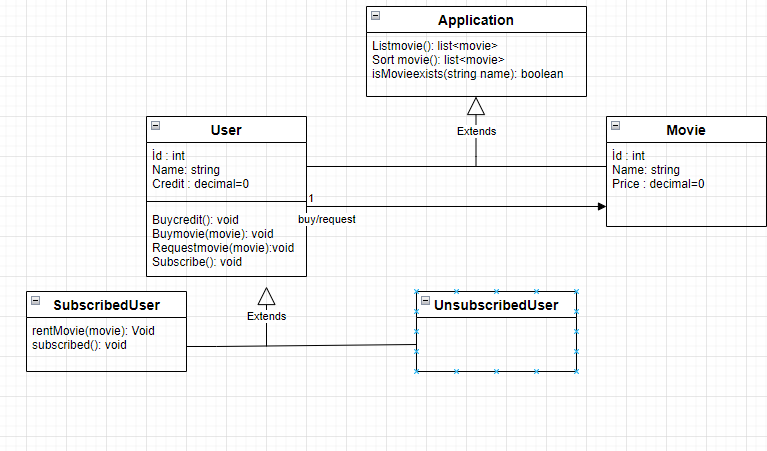 Application
Listmovie(): list<movie>
Sort movie(): list<movie>
isMovieexists(string name): boolean
Extends
User
İd : int
Name: string
Credit : decimal=0
Buycredit(): void
Buymovie(movie): void
Requestmovie(movie):void
Subscribe(): void
Movie
İd : int
Name: string
Price : decimal=0
1
buy/request
Extends
SubscribedUser
rentMovie(movie): Void
subscribed(): void
UnsubscribedUser